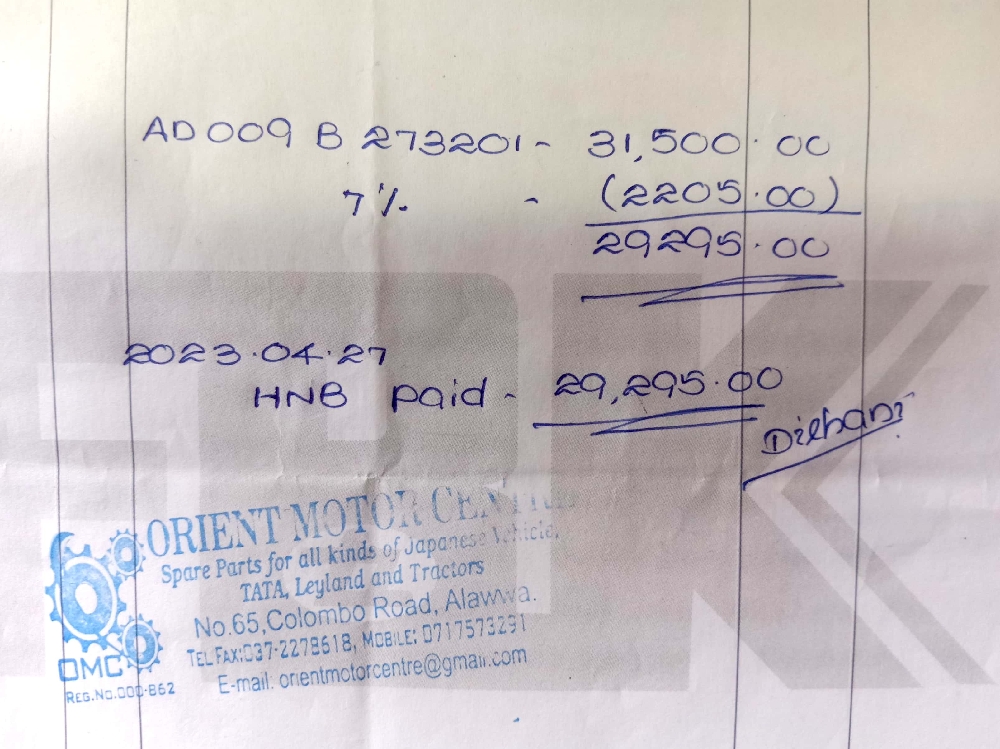 AD009 B 273201 - 31,500.00
7% - (2205.00)
29295.00
2023.04.27
HNB paid - 29,295.00
Dilhani
ORIENT MOTOR CENTRE
Spare Parts for all kinds of Japanese Vehicle,
TATA, Leyland and Tractors
No.65,Colombo Road, Alawwa.
TEL FAX:037-2278618, MOBILE: 0717573291
E-mail: orientmotorcentre@gmail.com
OMC
REG.No.000-862